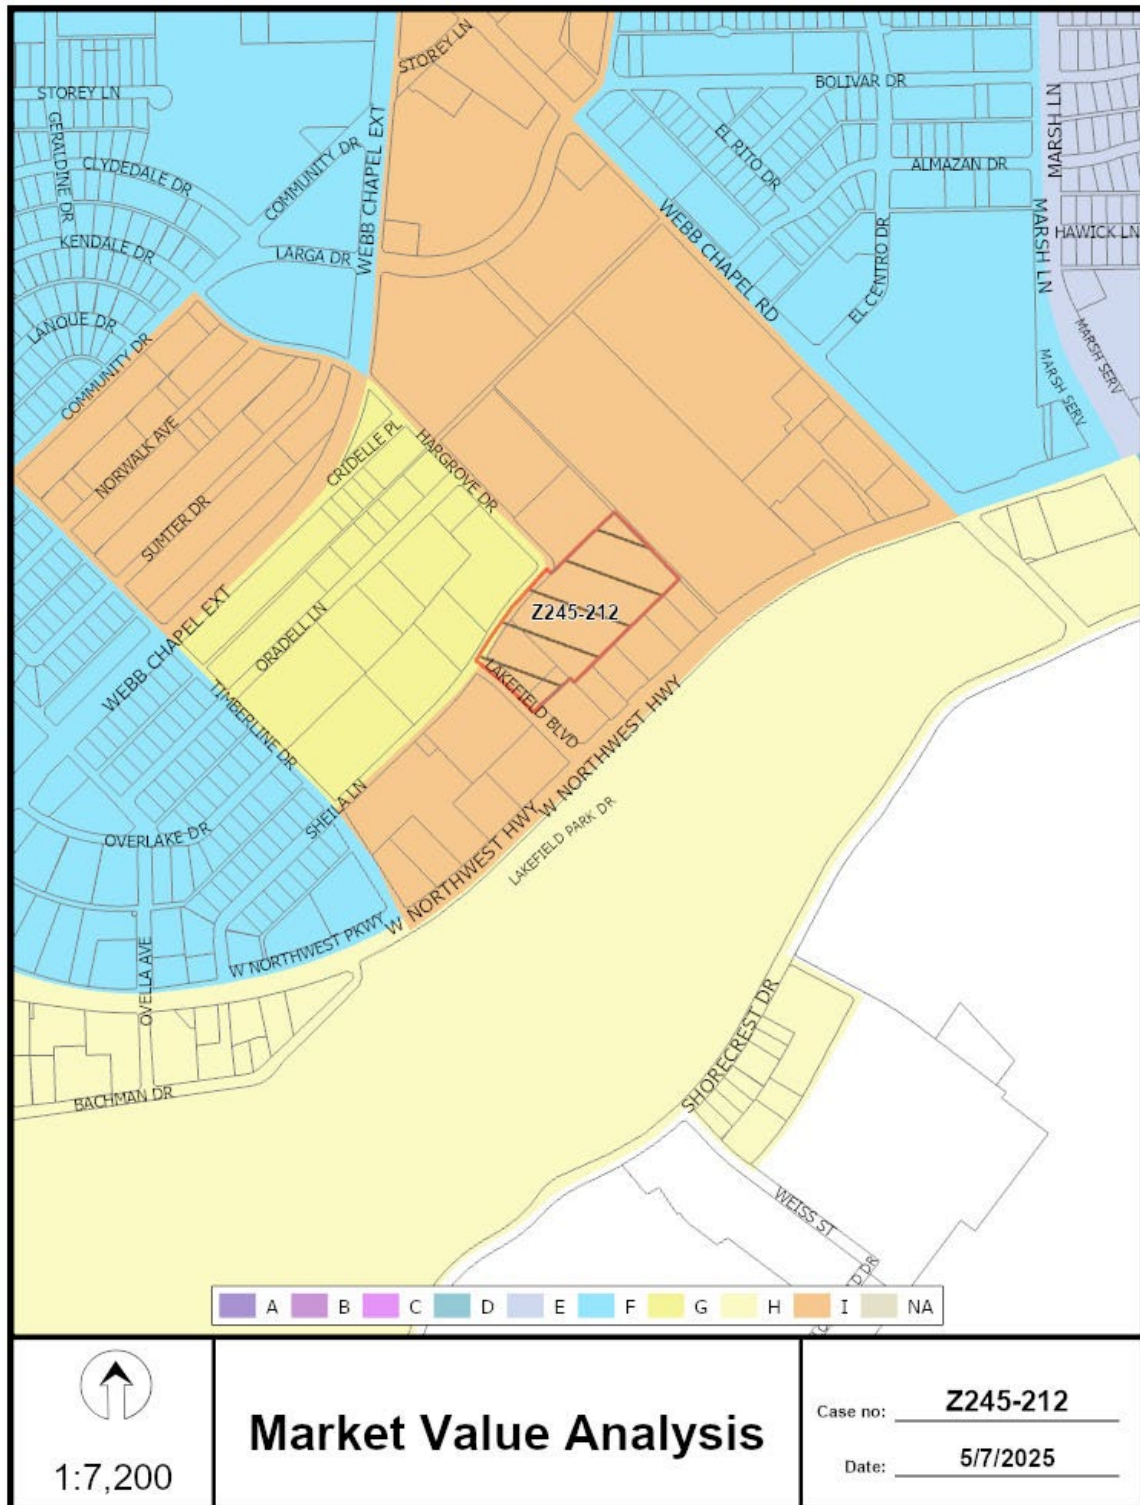 STOREY LN
BOLIVAR DR
STOREY LN
GERALDINE DR
CLYDEDALE DR
COMMUNITY DR
WEBB CHAPEL EXT
EL RITO DR
ALMAZAN DR
MARSH LN
MARSH LN
HAWICK LN
KENDALE DR
LARGA DR
WEBB CHAPEL RD
EL CENTRO DR
LANQUE DR
COMMUNITY DR
MARSH SERV
MARSH SERV
NORWALK AVE
CRIDELLE PL
HARGROVE DR
SUMTER DR
Z245-212
ORADELL LN
WEBB CHAPEL EXT
LAKEFIELD BLVD
TIMBERLINE DR
W NORTHWEST HWY
SHEILA LN
LAKEFIELD PARK DR
OVERLAKE DR
W NORTHWEST HWY
W NORTHWEST PKWY
OVELLA AVE
BACHMAN DR
SHORECREST DR
WEISS ST
D DR
A B C D E F G H I NA
1:7,200
Market Value Analysis
Case no: Z245-212
Date: 5/7/2025